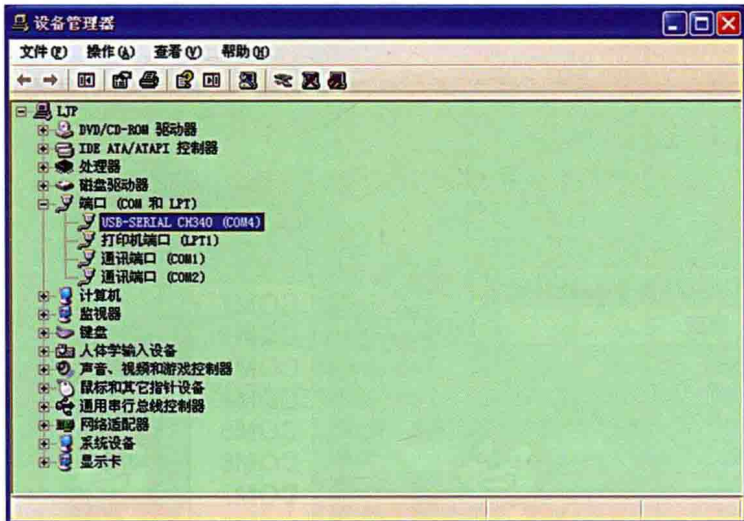 设备管理器
文件(F) 操作(A) 查看(V) 帮助(H)
LJP
DVD/CD-ROM 驱动器
IDE ATA/ATAPI 控制器
处理器
磁盘驱动器
端口 (COM 和 LPT)
USB-SERIAL CH340 (COM4)
打印机端口 (LPT1)
通讯端口 (COM1)
通讯端口 (COM2)
计算机
监视器
键盘
人体学输入设备
声音、视频和游戏控制器
鼠标和其它指针设备
通用串行总线控制器
网络适配器
系统设备
显示卡